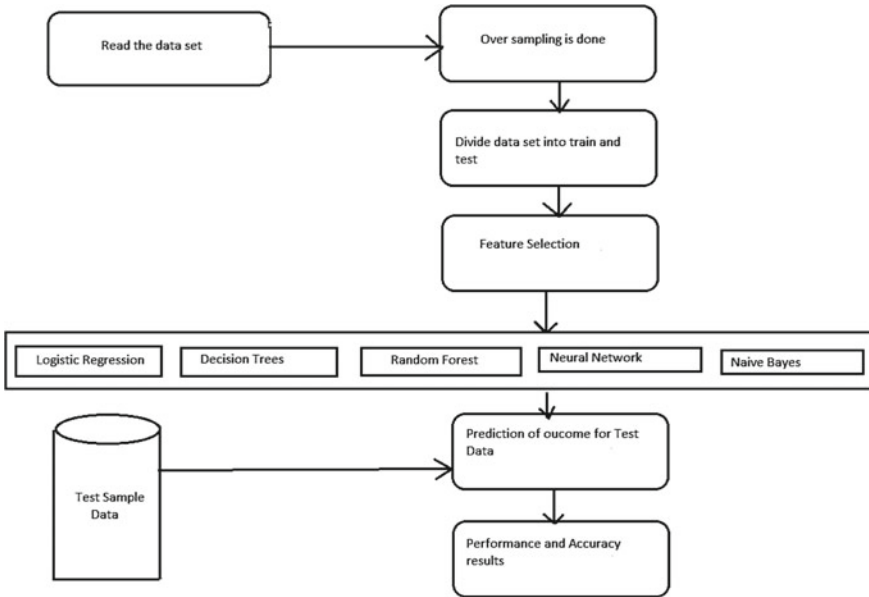 Read the data set
Over sampling is done
Divide data set into train and
test
Feature Selection
Logistic Regression
Decision Trees
Random Forest
Neural Network
Naive Bayes
Prediction of oucome for Test
Data
Test Sample
Data
Performance and Accuracy
results